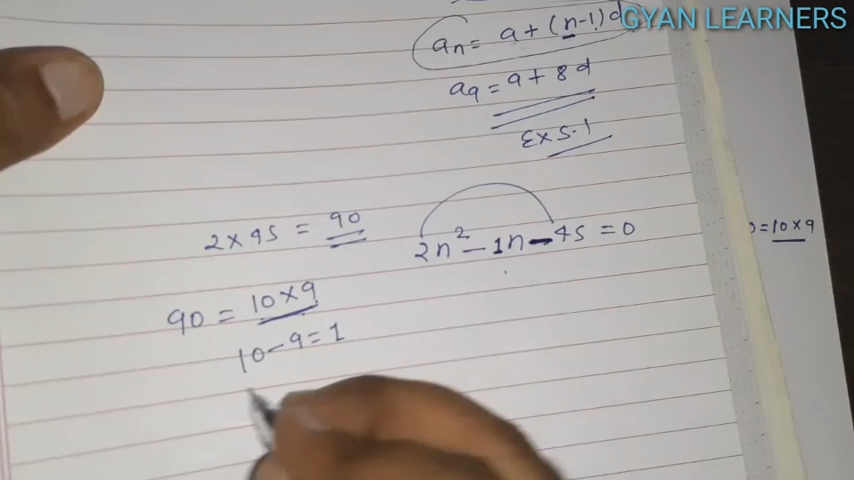 GYAN LEARNERS
an = a + (n-1)d
a9 = a + 8d
Ex 5.1
2 x 45 = 90
2n² - 1n - 45 = 0
90 = 10 x 9
10 - 9 = 1
= 10 x 9